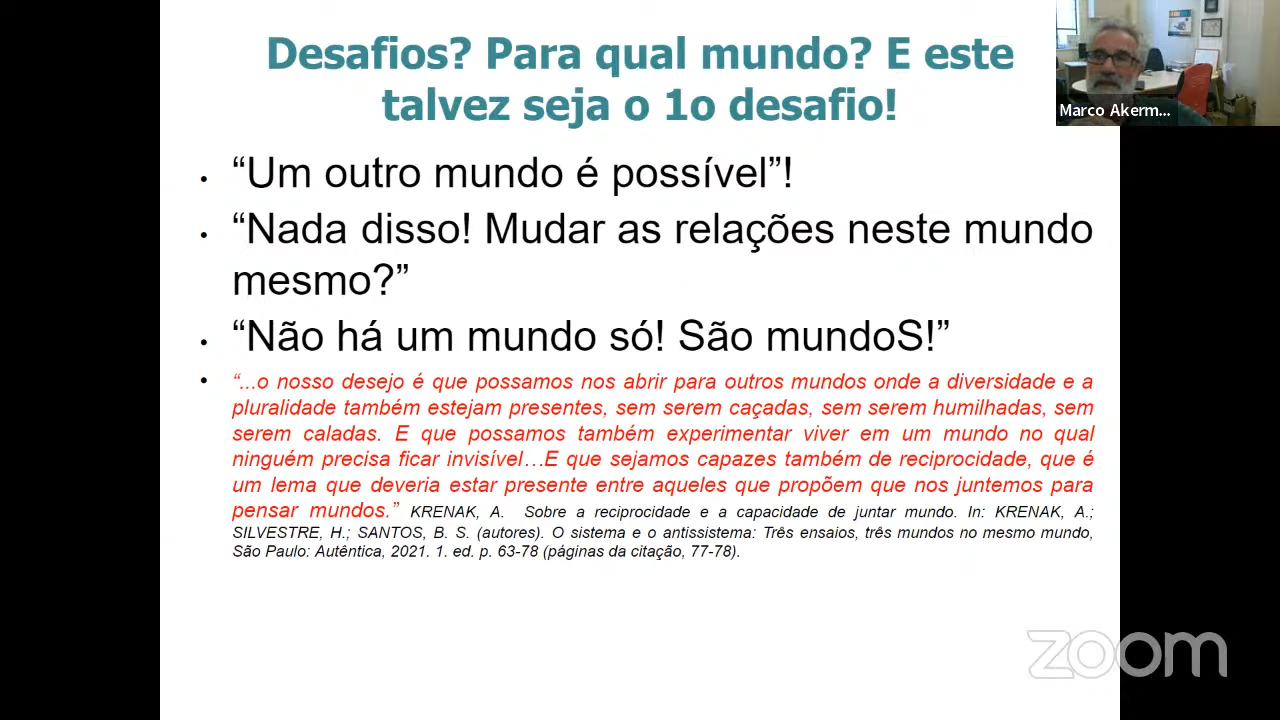 Desafios? Para qual mundo? E este
talvez seja o 1o desafio!
Marco Akerm...
• “Um outro mundo é possível”!
• “Nada disso! Mudar as relações neste mundo
mesmo?”
• “Não há um mundo só! São mundoS!”
• “...o nosso desejo é que possamos nos abrir para outros mundos onde a diversidade e a
pluralidade também estejam presentes, sem serem caçadas, sem serem humilhadas, sem
serem caladas. E que possamos também experimentar viver em um mundo no qual
ninguém precisa ficar invisível…E que sejamos capazes também de reciprocidade, que é
um lema que deveria estar presente entre aqueles que propõem que nos juntemos para
pensar mundos.” KRENAK, A. Sobre a reciprocidade e a capacidade de juntar mundo. In: KRENAK, A.;
SILVESTRE, H.; SANTOS, B. S. (autores). O sistema e o antissistema: Três ensaios, três mundos no mesmo mundo,
São Paulo: Autêntica, 2021. 1. ed. p. 63-78 (páginas da citação, 77-78).
zoom